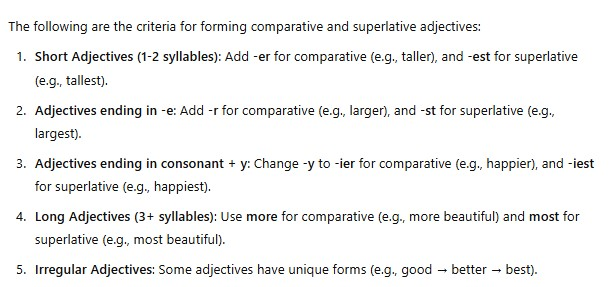 The following are the criteria for forming comparative and superlative adjectives:
1. Short Adjectives (1-2 syllables): Add -er for comparative (e.g., taller), and -est for superlative
(e.g., tallest).
2. Adjectives ending in -e: Add -r for comparative (e.g., larger), and -st for superlative (e.g.,
largest).
3. Adjectives ending in consonant + y: Change -y to -ier for comparative (e.g., happier), and -iest
for superlative (e.g., happiest).
4. Long Adjectives (3+ syllables): Use more for comparative (e.g., more beautiful) and most for
superlative (e.g., most beautiful).
5. Irregular Adjectives: Some adjectives have unique forms (e.g., good → better → best).